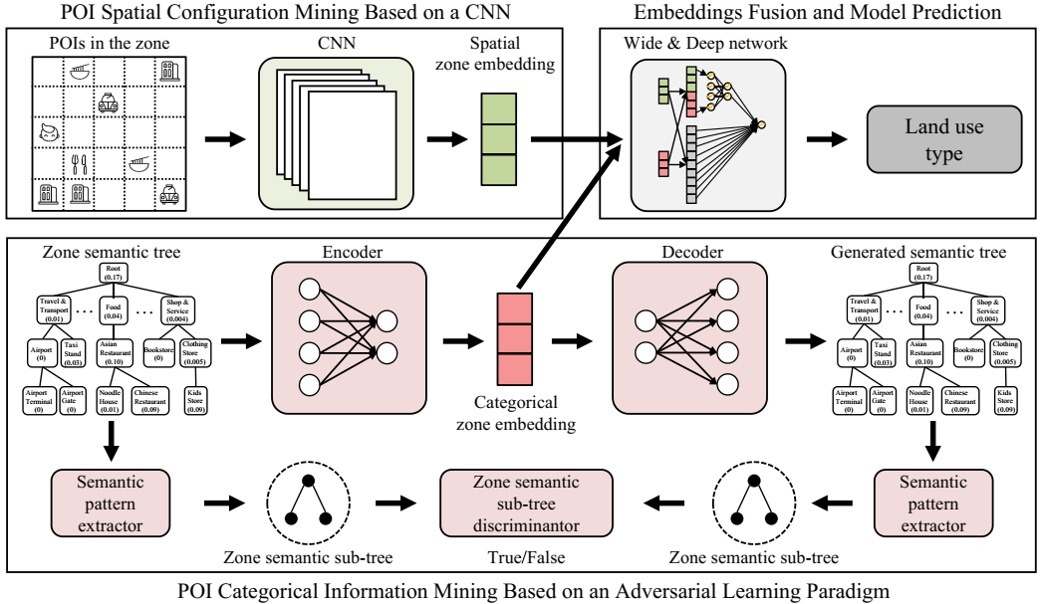 POI Spatial Configuration Mining Based on a CNN
Embeddings Fusion and Model Prediction
POIs in the zone
CNN
Spatial
zone embedding
Wide & Deep network
Land use
type
Zone semantic tree
Encoder
Decoder
Generated semantic tree
Root
(0.17)
Travel &
Transport
(0.01)
...
Food
(0.04)
...
Shop &
Service
(0.004)
Airport
(0)
Taxi
Stand
(0.03)
Asian
Restaurant
(0.10)
Bookstore
(0)
Clothing
Store
(0.005)
Airport
Terminal
(0)
Airport
Gate
(0)
Noodle
House
(0.01)
Chinese
Restaurant
(0.09)
Kids
Store
(0.09)
Categorical
zone embedding
Root
(0.17)
Travel &
Transport
(0.01)
...
Food
(0.04)
...
Shop &
Service
(0.004)
Airport
(0)
Taxi
Stand
(0.03)
Asian
Restaurant
(0.10)
Bookstore
(0)
Clothing
Store
(0.005)
Airport
Terminal
(0)
Airport
Gate
(0)
Noodle
House
(0.01)
Chinese
Restaurant
(0.09)
Kids
Store
(0.09)
Semantic
pattern
extractor
Zone semantic sub-tree
Zone semantic
sub-tree
discriminantor
True/False
Zone semantic sub-tree
Semantic
pattern
extractor
POI Categorical Information Mining Based on an Adversarial Learning Paradigm